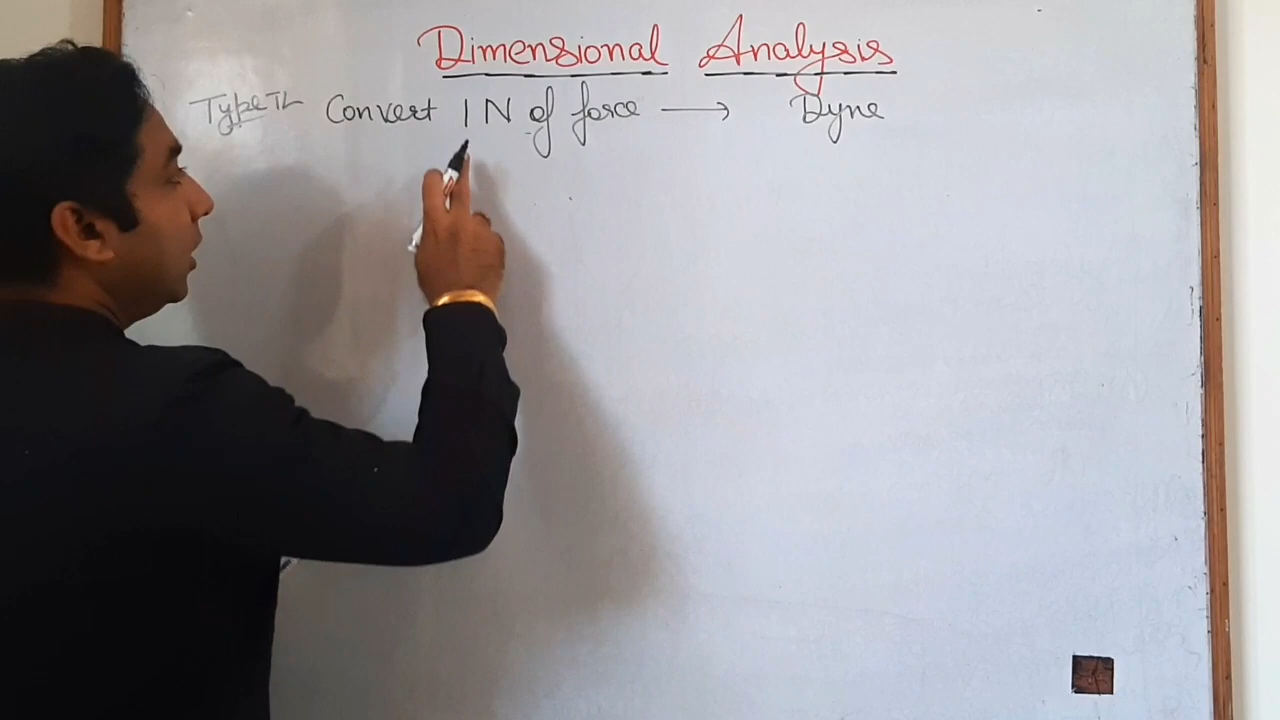 Dimensional Analysis
Type II Convert 1 N of force → Dyne